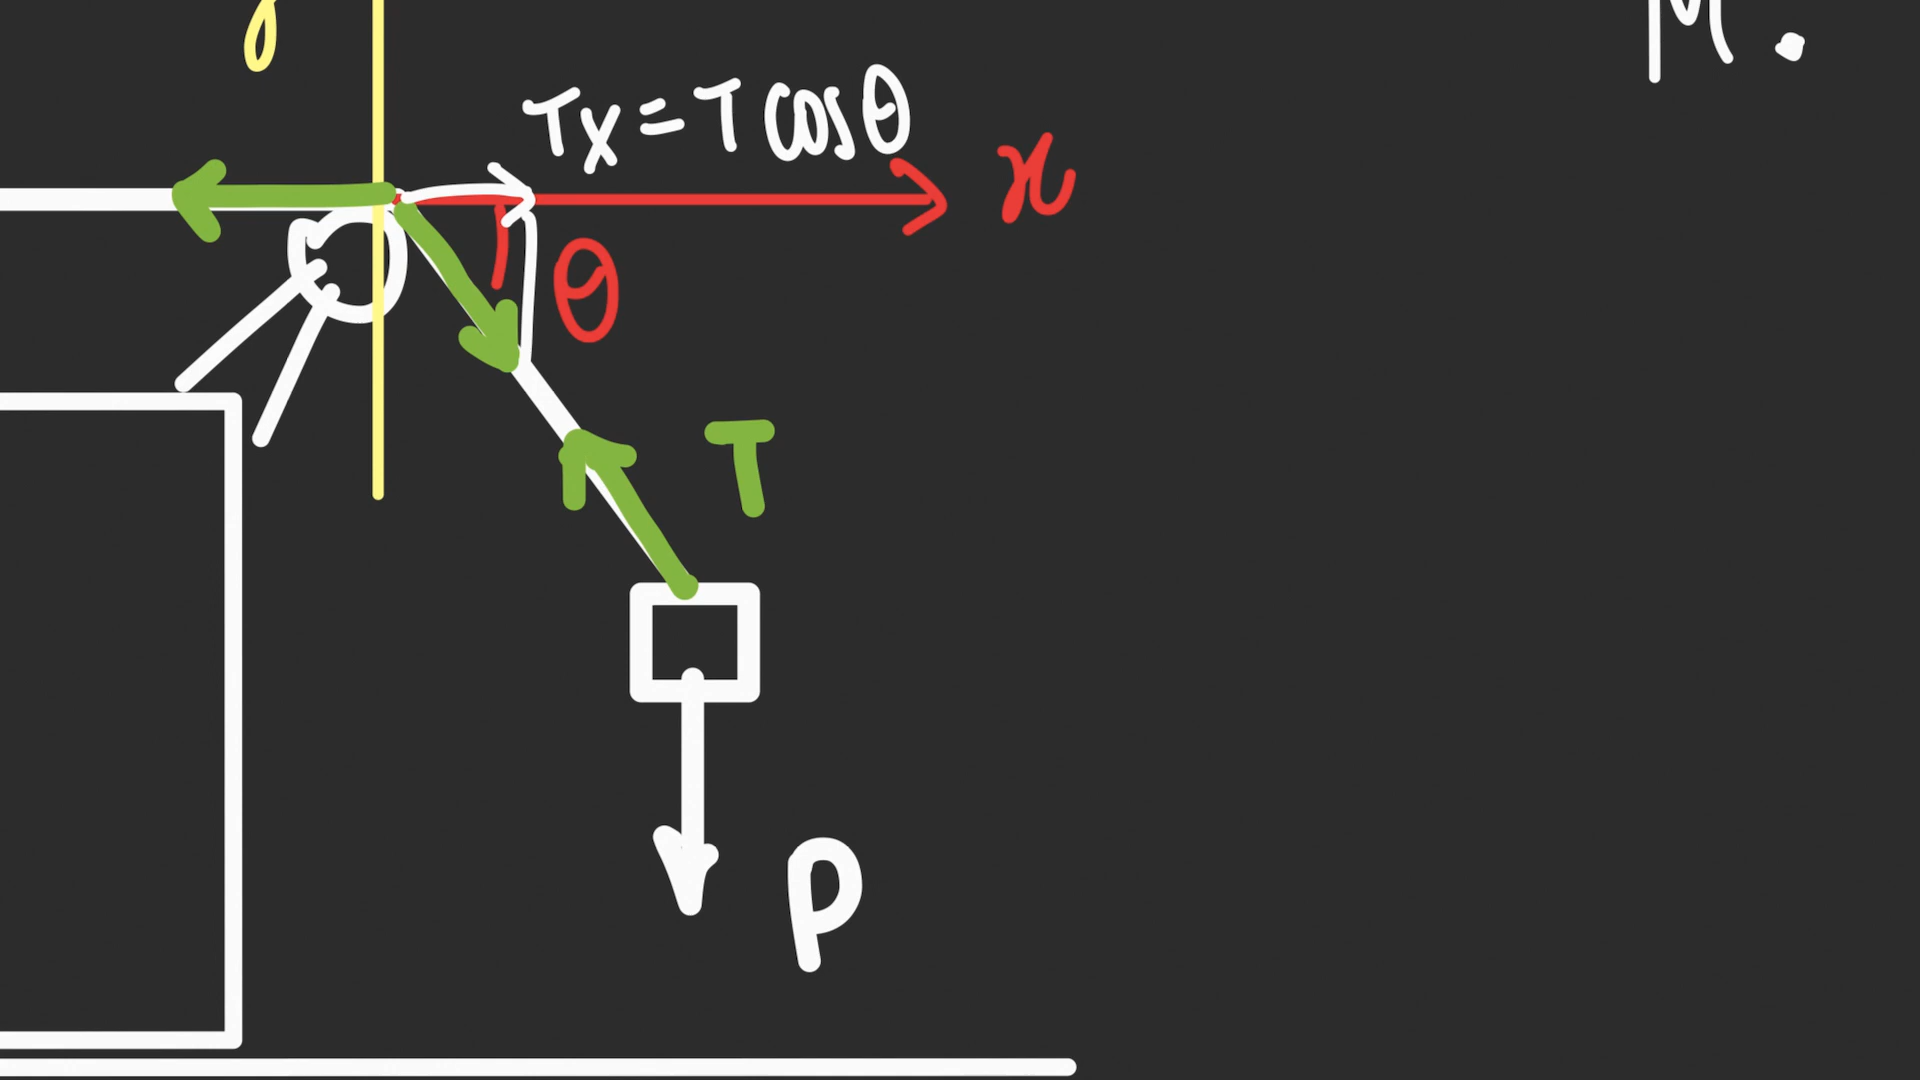 Tx = T cos θ
x
θ
T
P